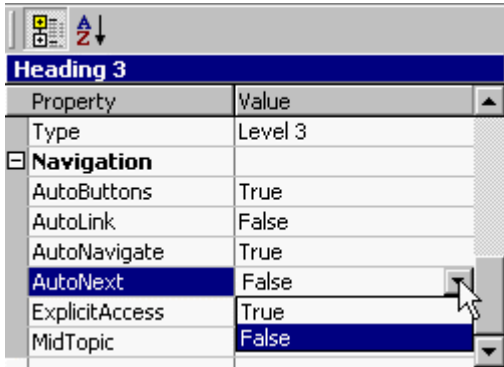 A
Z
Heading 3
Property Value
Type Level 3
Navigation
AutoButtons True
AutoLink False
AutoNavigate True
AutoNext False
ExplicitAccess True
MidTopic False